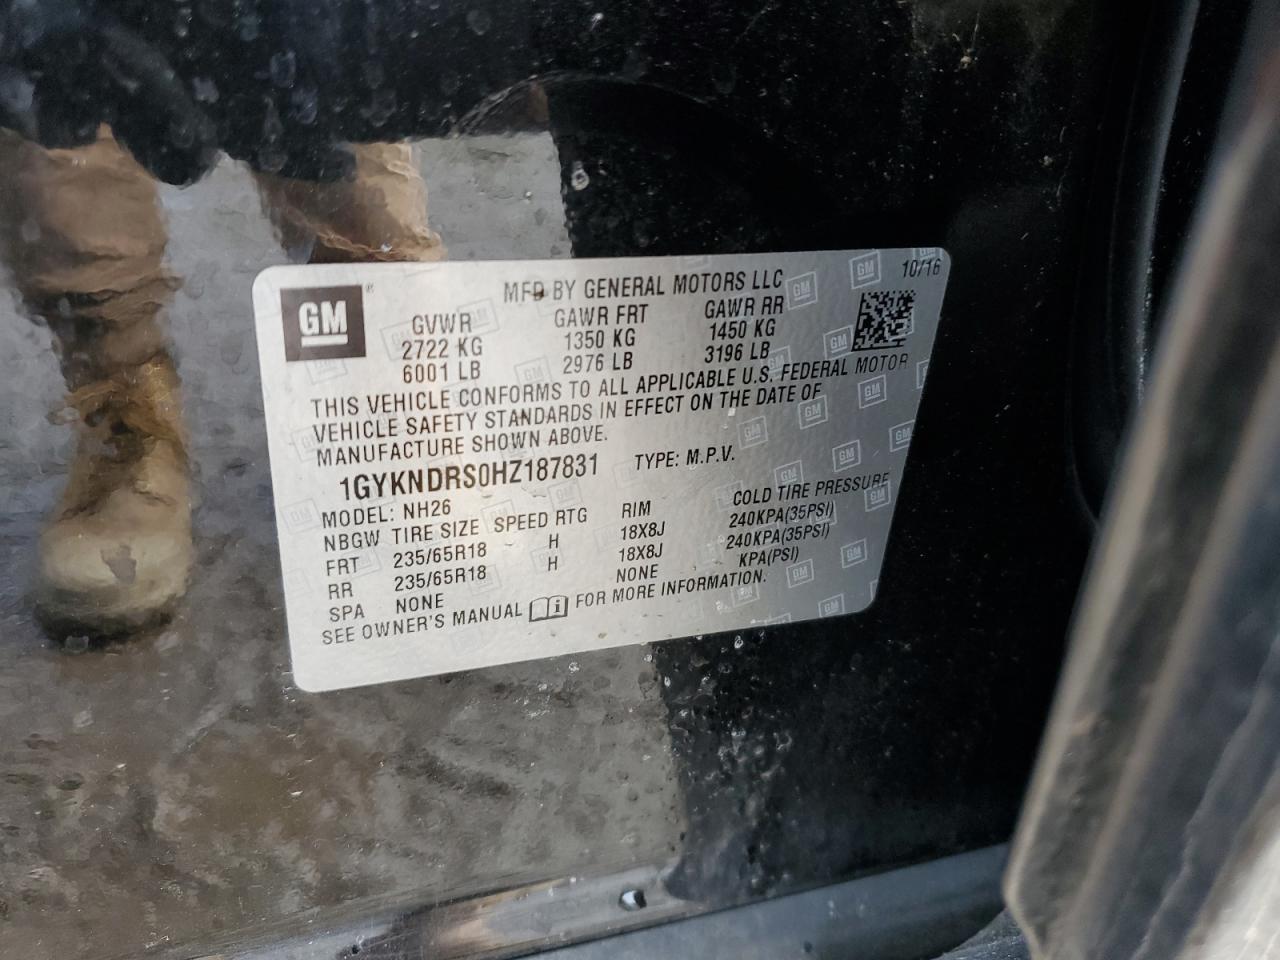 GM ®
MFD BY GENERAL MOTORS LLC 10/16
GVWR GAWR FRT GAWR RR
2722 KG 1350 KG 1450 KG
6001 LB 2976 LB 3196 LB
THIS VEHICLE CONFORMS TO ALL APPLICABLE U.S. FEDERAL MOTOR
VEHICLE SAFETY STANDARDS IN EFFECT ON THE DATE OF
MANUFACTURE SHOWN ABOVE.
1GYKNDRS0HZ187831 TYPE: M.P.V.
MODEL: NH26
NBGW TIRE SIZE SPEED RTG RIM COLD TIRE PRESSURE
FRT 235/65R18 H 18X8J 240KPA(35PSI)
RR 235/65R18 H 18X8J 240KPA(35PSI)
SPA NONE NONE KPA(PSI)
SEE OWNER'S MANUAL FOR MORE INFORMATION.